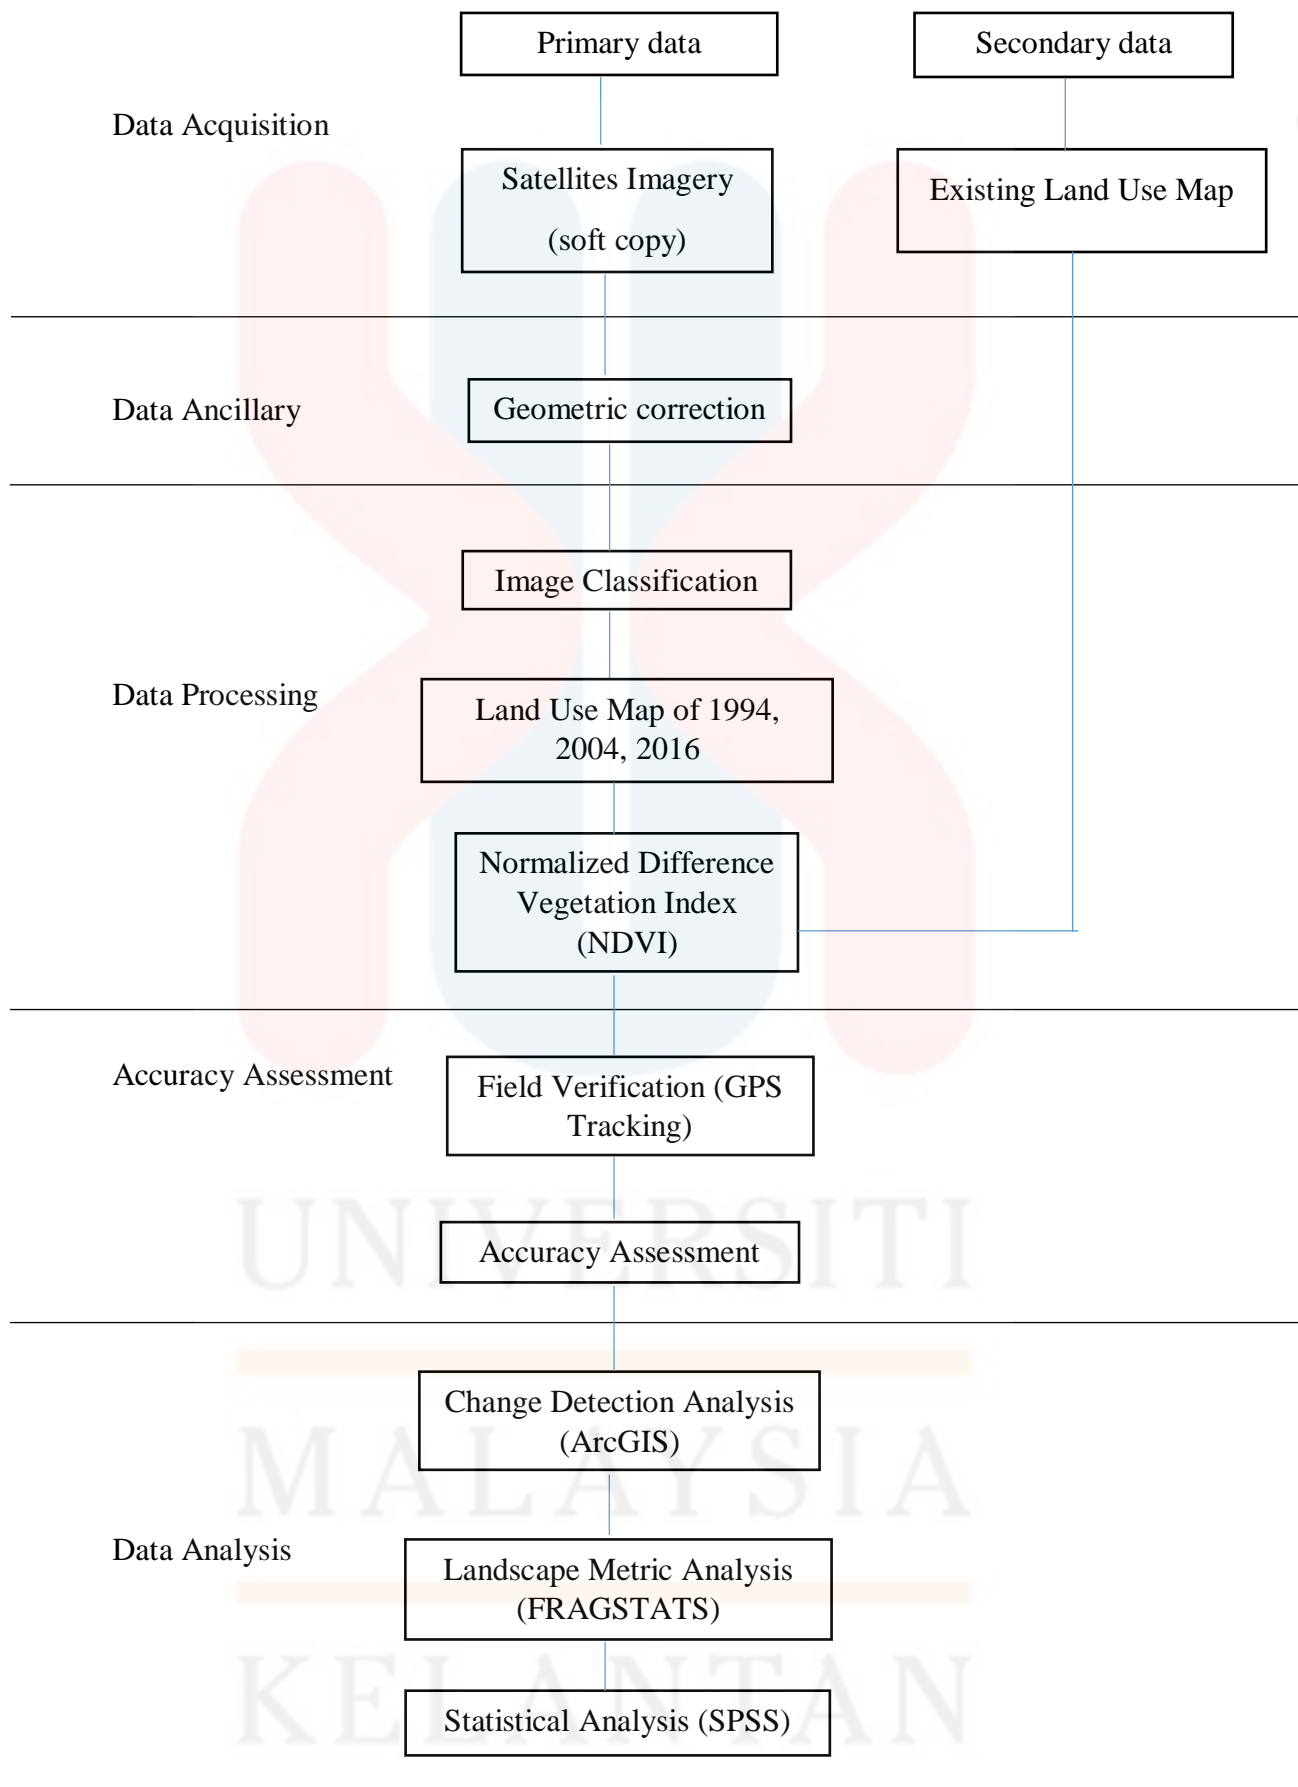 Primary data
Secondary data
Data Acquisition
Satellites Imagery
(soft copy)
Existing Land Use Map
Data Ancillary
Geometric correction
Image Classification
Data Processing
Land Use Map of 1994,
2004, 2016
Normalized Difference
Vegetation Index
(NDVI)
Accuracy Assessment
Field Verification (GPS
Tracking)
UNIVERSITI
Accuracy Assessment
Change Detection Analysis
(ArcGIS)
MALAYSIA
Data Analysis
Landscape Metric Analysis
(FRAGSTATS)
KELANTAN
Statistical Analysis (SPSS)